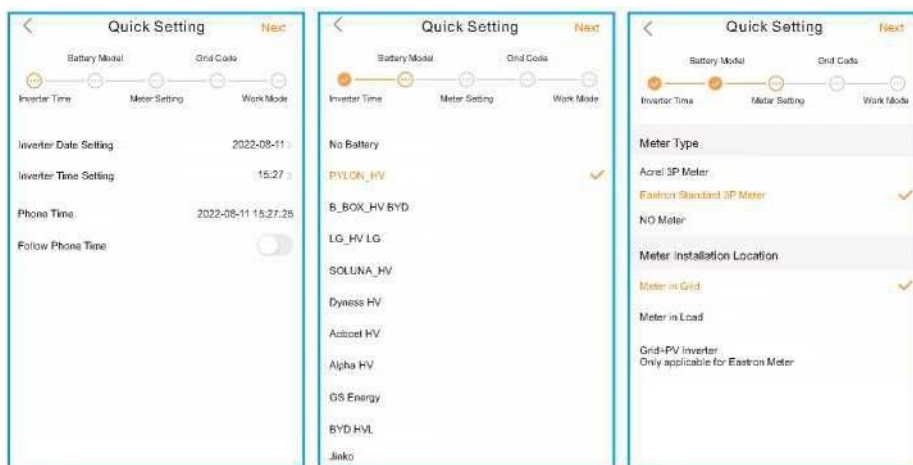 Quick Setting Next
Battery Model Grid Code
Inverter Time Meter Setting Work Mode
Inverter Date Setting 2022-08-11
Inverter Time Setting 15:27
Phone Time 2022-08-11 15:27:25
Follow Phone Time
Quick Setting Next
Battery Model Grid Code
Inverter Time Meter Setting Work Mode
No Battery
PYLON_HV
B_BOX_HV BYD
LG_HV LG
SOLUNA_HV
Dyness HV
Aoboet HV
Alpha HV
GS Energy
BYD HVL
Jinko
Quick Setting Next
Battery Model Grid Code
Inverter Time Meter Setting Work Mode
Meter Type
Acrel 3P Meter
Eastron Standard 3P Meter
NO Meter
Meter Installation Location
Meter in Grid
Meter in Load
Grid+PV Inverter
Only applicable for Eastron Meter